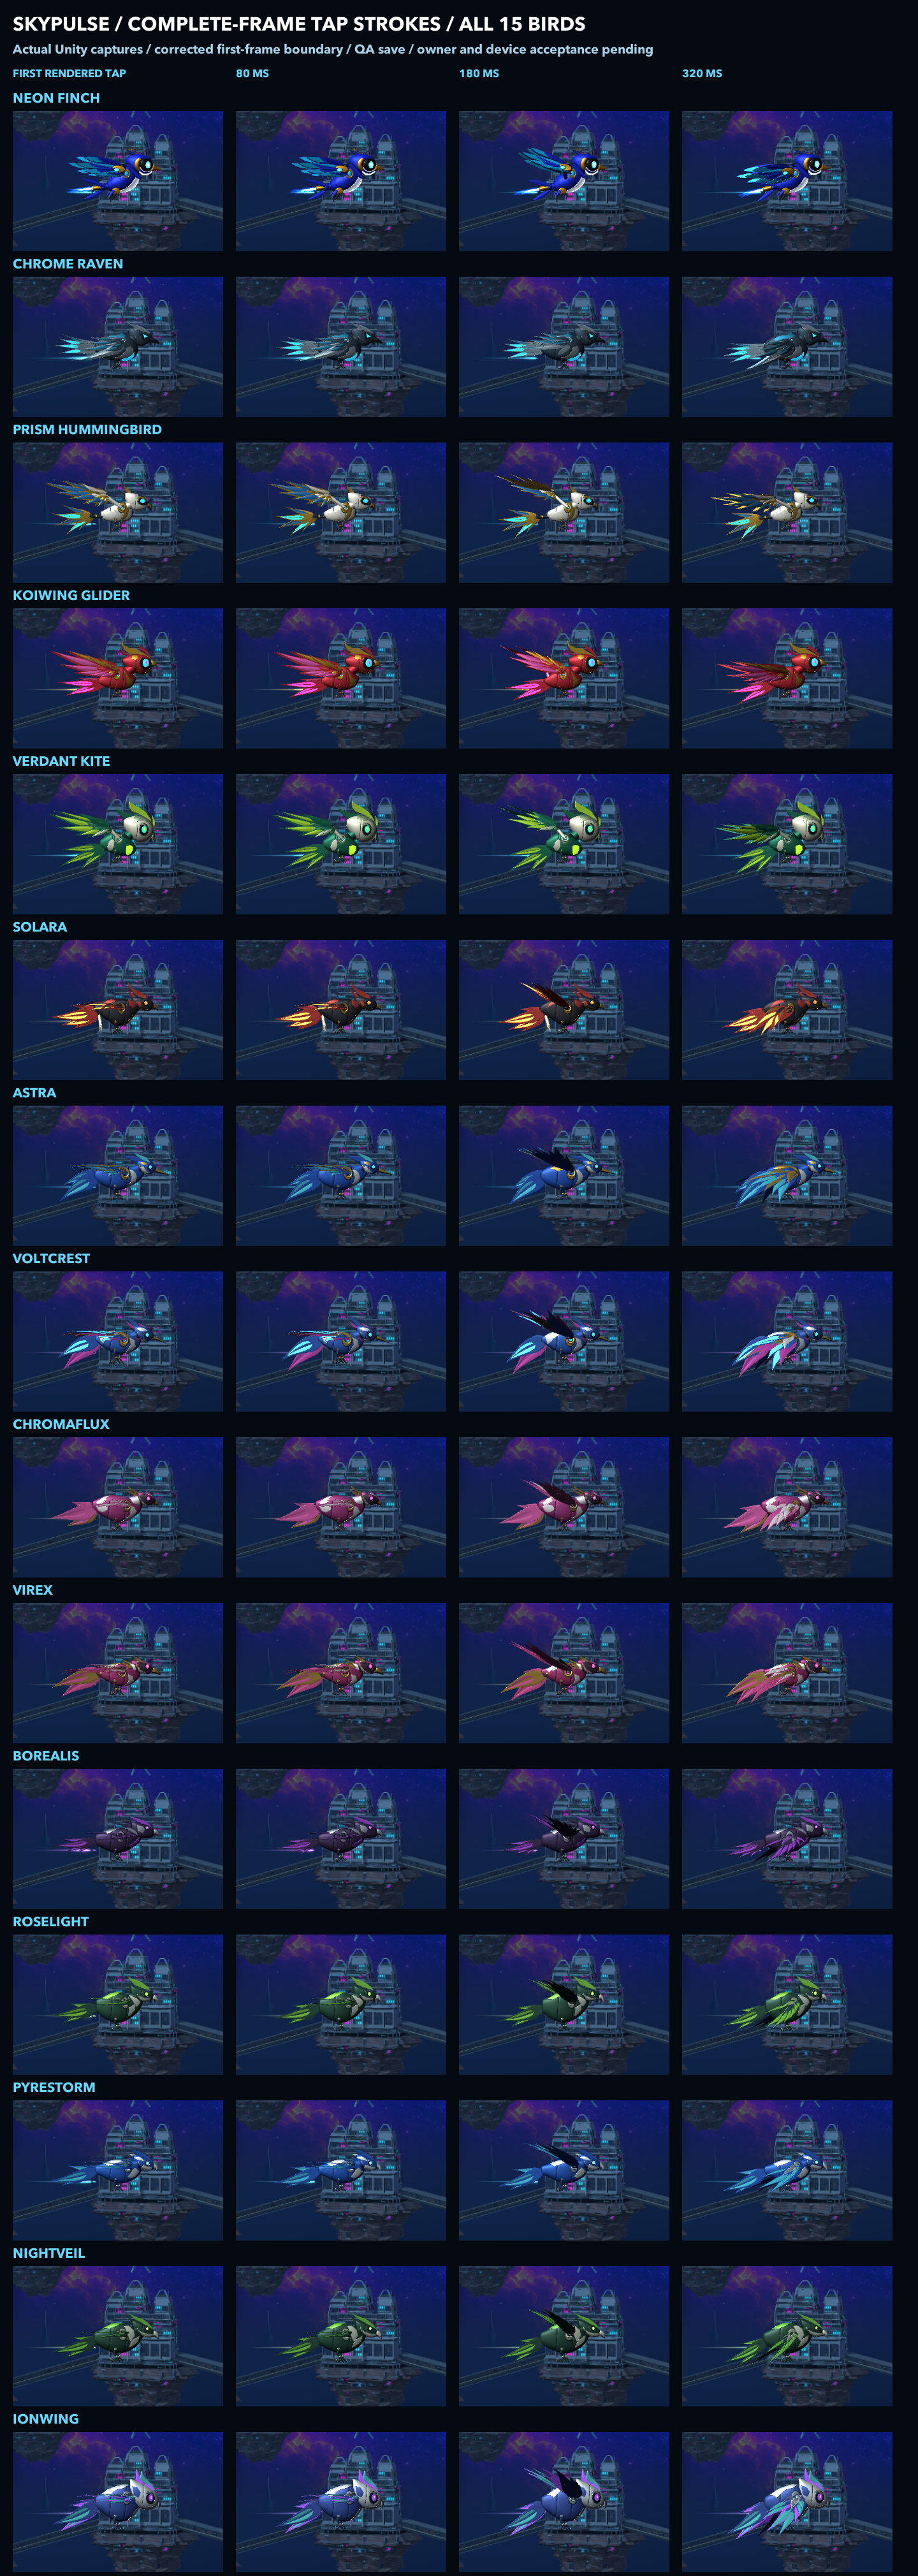 SKYPULSE / COMPLETE-FRAME TAP STROKES / ALL 15 BIRDS
Actual Unity captures / corrected first-frame boundary / QA save / owner and device acceptance pending
FIRST RENDERED TAP 80 MS 180 MS 320 MS
NEON FINCH
CHROME RAVEN
PRISM HUMMINGBIRD
KOIWING GLIDER
VERDANT KITE
SOLARA
ASTRA
VOLTCREST
CHROMAFLUX
VIREX
BOREALIS
ROSELIGHT
PYRESTORM
NIGHTVEIL
IONWING